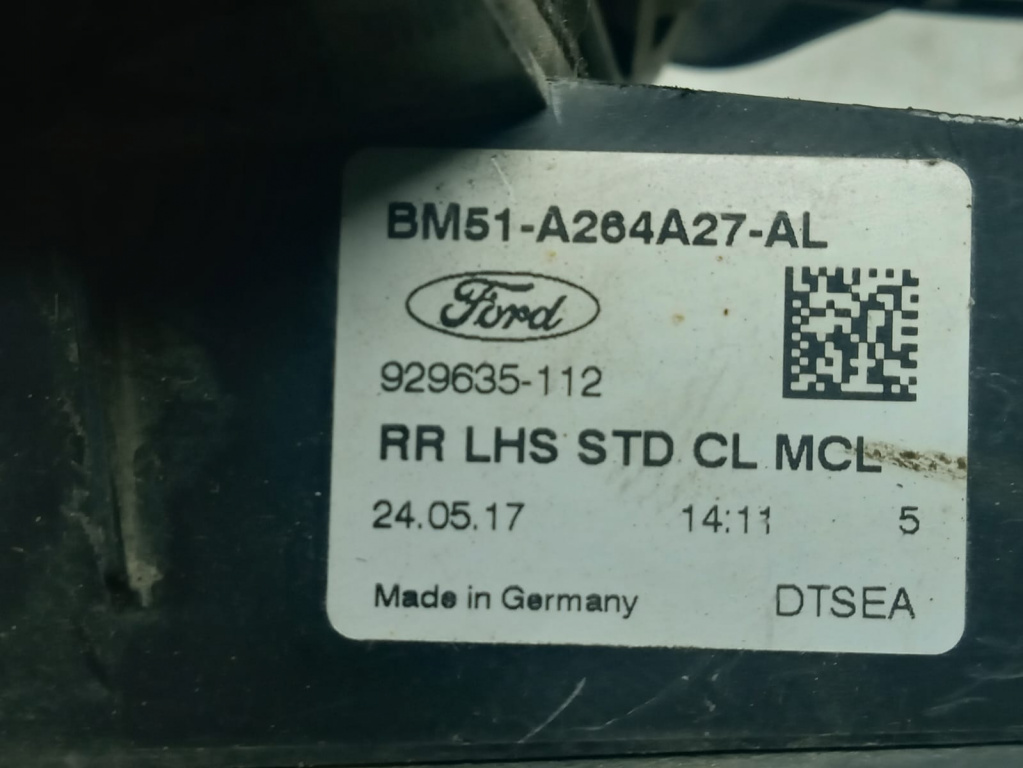 BM51-A264A27-AL
Ford
929635-112
RR LHS STD CL MCL
24.05.17 14:11 5
Made in Germany DTSEA